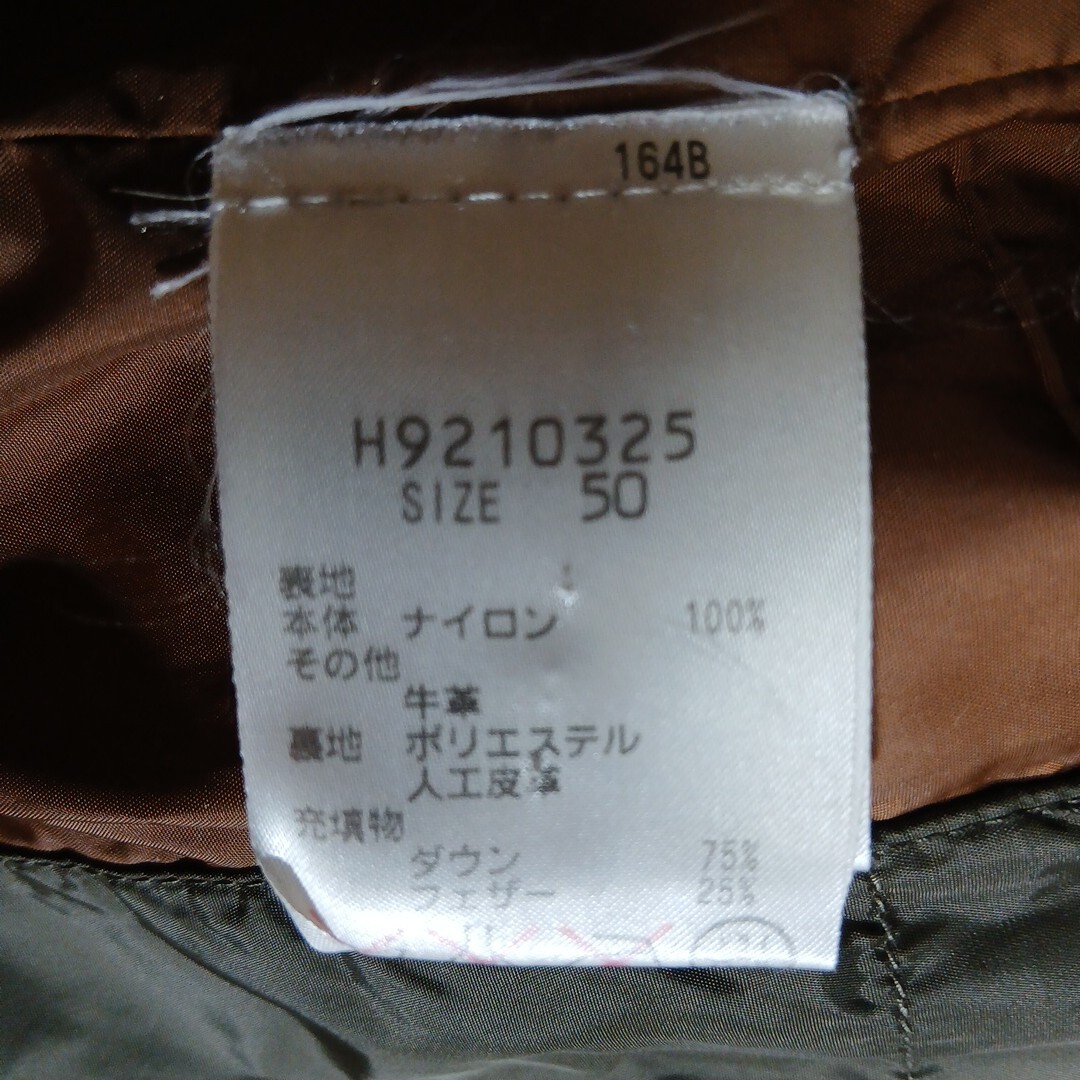 164B
H9210325
SIZE 50
表地
本体 ナイロン 100%
その他
牛革
裏地 ポリエステル
人工皮革
充填物
ダウン 75%
フェザー 25%